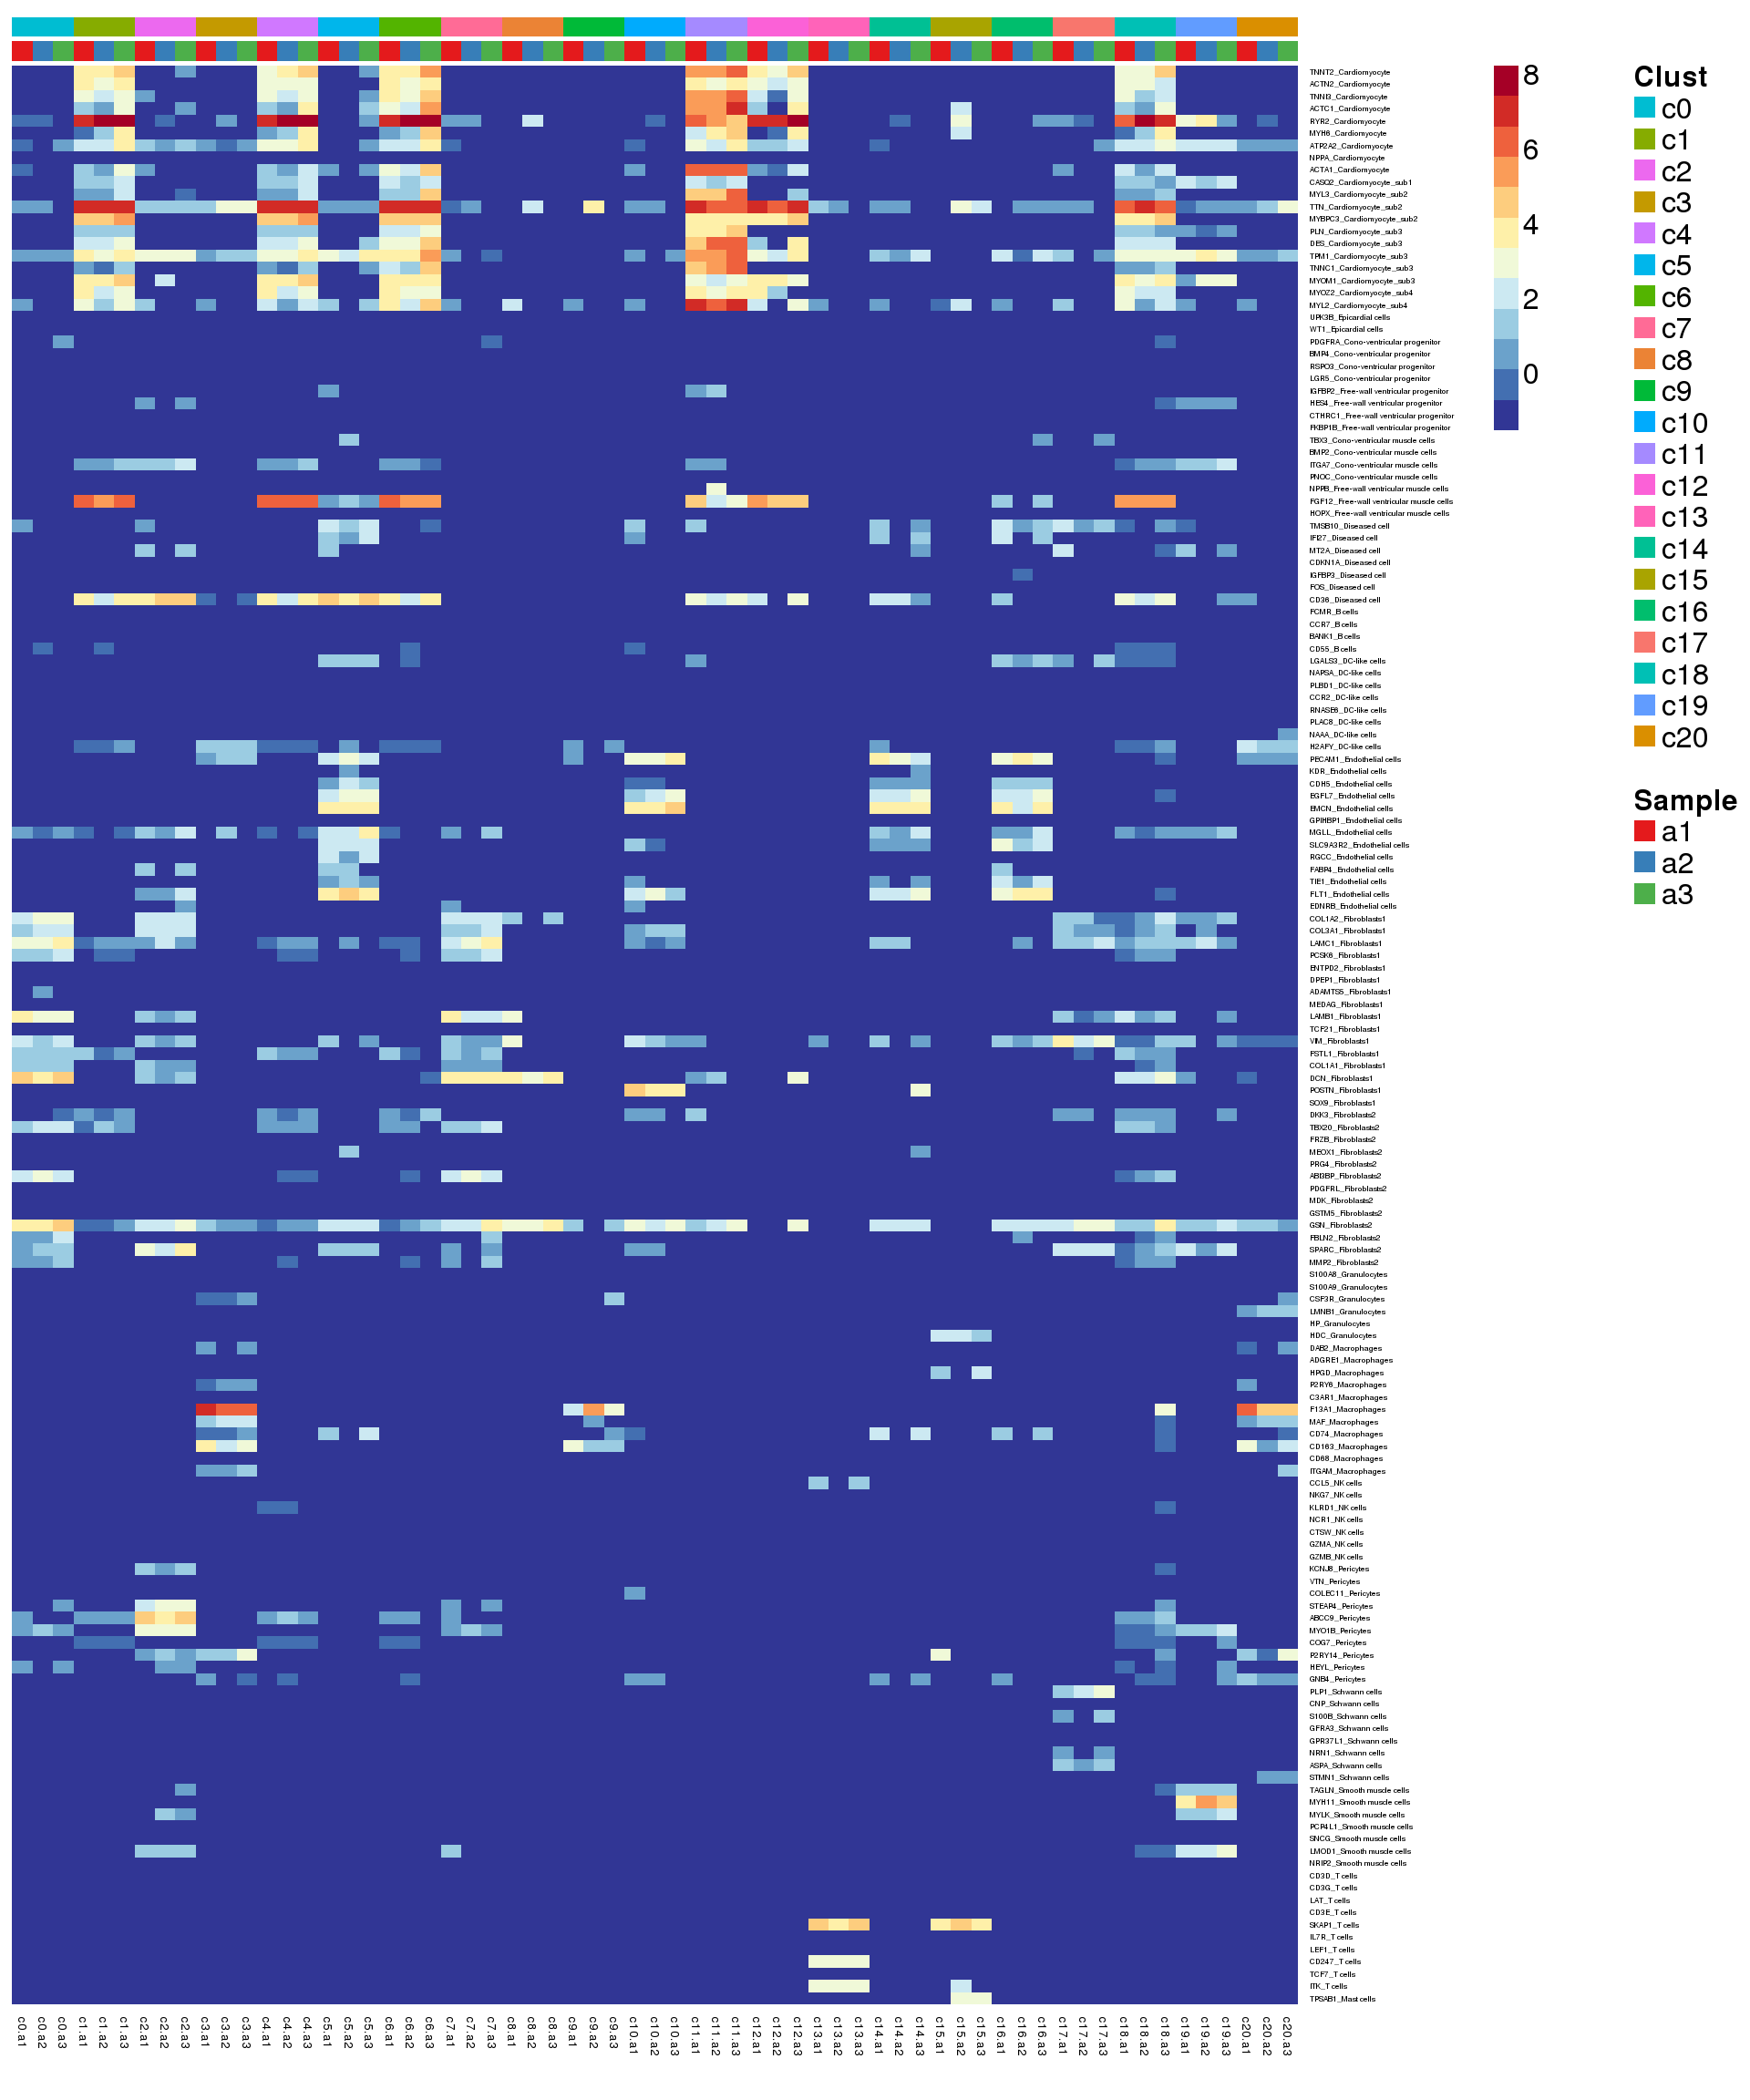 TNNT2_Cardiomyocyte
ACTN2_Cardiomyocyte
TNNI3_Cardiomyocyte
ACTC1_Cardiomyocyte
RYR2_Cardiomyocyte
MYH6_Cardiomyocyte
ATP2A2_Cardiomyocyte
NPPA_Cardiomyocyte
ACTA1_Cardiomyocyte
CASQ2_Cardiomyocyte_sub1
MYL3_Cardiomyocyte_sub2
TTN_Cardiomyocyte_sub2
MYBPC3_Cardiomyocyte_sub2
PLN_Cardiomyocyte_sub3
DES_Cardiomyocyte_sub3
TPM1_Cardiomyocyte_sub3
TNNC1_Cardiomyocyte_sub3
MYOM1_Cardiomyocyte_sub3
MYOZ2_Cardiomyocyte_sub4
MYL2_Cardiomyocyte_sub4
UPK3B_Epicardial cells
WT1_Epicardial cells
PDGFRA_Cono-ventricular progenitor
BMP4_Cono-ventricular progenitor
RSPO3_Cono-ventricular progenitor
LGR5_Cono-ventricular progenitor
IGFBP2_Free-wall ventricular progenitor
HES4_Free-wall ventricular progenitor
CTHRC1_Free-wall ventricular progenitor
FKBP1B_Free-wall ventricular progenitor
TBX3_Cono-ventricular muscle cells
BMP2_Cono-ventricular muscle cells
ITGA7_Cono-ventricular muscle cells
PNOC_Cono-ventricular muscle cells
NPPB_Free-wall ventricular muscle cells
FGF12_Free-wall ventricular muscle cells
HOPX_Free-wall ventricular muscle cells
TMSB10_Diseased cell
IFI27_Diseased cell
MT2A_Diseased cell
CDKN1A_Diseased cell
IGFBP3_Diseased cell
FOS_Diseased cell
CD36_Diseased cell
FCMR_B cells
CCR7_B cells
BANK1_B cells
CD55_B cells
LGALS3_DC-like cells
NAPSA_DC-like cells
PLBD1_DC-like cells
CCR2_DC-like cells
RNASE6_DC-like cells
PLAC8_DC-like cells
NAAA_DC-like cells
H2AFY_DC-like cells
PECAM1_Endothelial cells
KDR_Endothelial cells
CDH5_Endothelial cells
EGFL7_Endothelial cells
EMCN_Endothelial cells
GPIHBP1_Endothelial cells
MGLL_Endothelial cells
SLC9A3R2_Endothelial cells
RGCC_Endothelial cells
FABP4_Endothelial cells
TIE1_Endothelial cells
FLT1_Endothelial cells
EDNRB_Endothelial cells
COL1A2_Fibroblasts1
COL3A1_Fibroblasts1
LAMC1_Fibroblasts1
PCSK6_Fibroblasts1
ENTPD2_Fibroblasts1
DPEP1_Fibroblasts1
ADAMTS5_Fibroblasts1
MEDAG_Fibroblasts1
LAMB1_Fibroblasts1
TCF21_Fibroblasts1
VIM_Fibroblasts1
FSTL1_Fibroblasts1
COL1A1_Fibroblasts1
DCN_Fibroblasts1
POSTN_Fibroblasts1
SOX9_Fibroblasts1
DKK3_Fibroblasts2
TBX20_Fibroblasts2
FRZB_Fibroblasts2
MEOX1_Fibroblasts2
PRG4_Fibroblasts2
ABI3BP_Fibroblasts2
PDGFRL_Fibroblasts2
MDK_Fibroblasts2
GSTM5_Fibroblasts2
GSN_Fibroblasts2
FBLN2_Fibroblasts2
SPARC_Fibroblasts2
MMP2_Fibroblasts2
S100A8_Granulocytes
S100A9_Granulocytes
CSF3R_Granulocytes
LMNB1_Granulocytes
HP_Granulocytes
HDC_Granulocytes
DAB2_Macrophages
ADGRE1_Macrophages
HPGD_Macrophages
P2RY6_Macrophages
C3AR1_Macrophages
F13A1_Macrophages
MAF_Macrophages
CD74_Macrophages
CD163_Macrophages
CD68_Macrophages
ITGAM_Macrophages
CCL5_NK cells
NKG7_NK cells
KLRD1_NK cells
NCR1_NK cells
CTSW_NK cells
GZMA_NK cells
GZMB_NK cells
KCNJ8_Pericytes
VTN_Pericytes
COLEC11_Pericytes
STEAP4_Pericytes
ABCC9_Pericytes
MYO1B_Pericytes
COG7_Pericytes
P2RY14_Pericytes
HEYL_Pericytes
GNB4_Pericytes
PLP1_Schwann cells
CNP_Schwann cells
S100B_Schwann cells
GFRA3_Schwann cells
GPR37L1_Schwann cells
NRN1_Schwann cells
ASPA_Schwann cells
STMN1_Schwann cells
TAGLN_Smooth muscle cells
MYH11_Smooth muscle cells
MYLK_Smooth muscle cells
PCP4L1_Smooth muscle cells
SNCG_Smooth muscle cells
LMOD1_Smooth muscle cells
NRIP2_Smooth muscle cells
CD3D_T cells
CD3G_T cells
LAT_T cells
CD3E_T cells
SKAP1_T cells
IL7R_T cells
LEF1_T cells
CD247_T cells
TCF7_T cells
ITK_T cells
TPSAB1_Mast cells
c0.a1
c0.a2
c0.a3
c1.a1
c1.a2
c1.a3
c2.a1
c2.a2
c2.a3
c3.a1
c3.a2
c3.a3
c4.a1
c4.a2
c4.a3
c5.a1
c5.a2
c5.a3
c6.a1
c6.a2
c6.a3
c7.a1
c7.a2
c7.a3
c8.a1
c8.a2
c8.a3
c9.a1
c9.a2
c9.a3
c10.a1
c10.a2
c10.a3
c11.a1
c11.a2
c11.a3
c12.a1
c12.a2
c12.a3
c13.a1
c13.a2
c13.a3
c14.a1
c14.a2
c14.a3
c15.a1
c15.a2
c15.a3
c16.a1
c16.a2
c16.a3
c17.a1
c17.a2
c17.a3
c18.a1
c18.a2
c18.a3
c19.a1
c19.a2
c19.a3
c20.a1
c20.a2
c20.a3
8
6
4
2
0
Clust
c0
c1
c2
c3
c4
c5
c6
c7
c8
c9
c10
c11
c12
c13
c14
c15
c16
c17
c18
c19
c20
Sample
a1
a2
a3